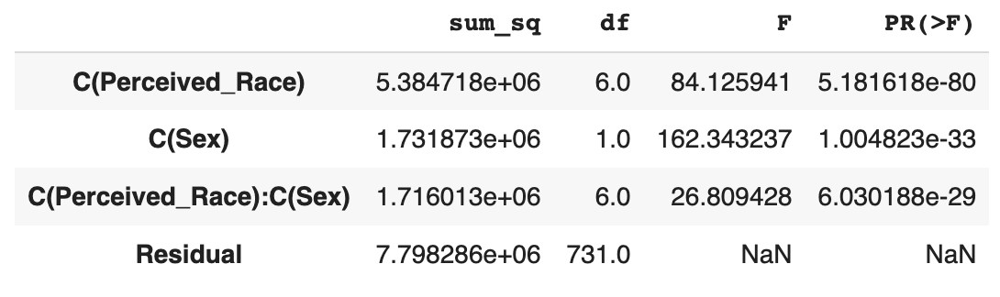 sum_sq df F PR(>F)
C(Perceived_Race) 5.384718e+06 6.0 84.125941 5.181618e-80
C(Sex) 1.731873e+06 1.0 162.343237 1.004823e-33
C(Perceived_Race):C(Sex) 1.716013e+06 6.0 26.809428 6.030188e-29
Residual 7.798286e+06 731.0 NaN NaN